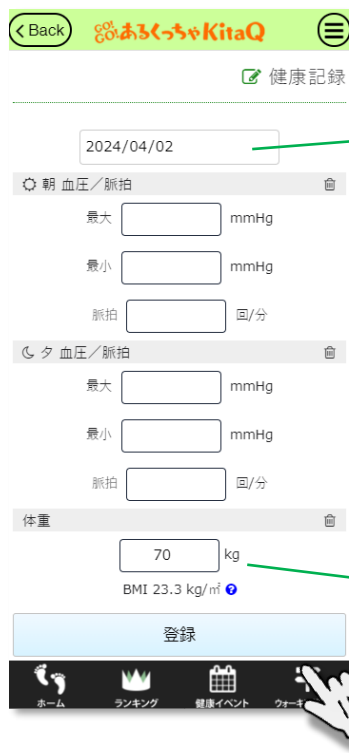 < Back GO!GO!あるくっちゃKitaQ
健康記録
2024/04/02
朝 血圧／脈拍
最大 mmHg
最小 mmHg
脈拍 回/分
夕 血圧／脈拍
最大 mmHg
最小 mmHg
脈拍 回/分
体重
70 kg
BMI 23.3 kg/㎡ ?
登録
ホーム ランキング 健康イベント ウォーキ